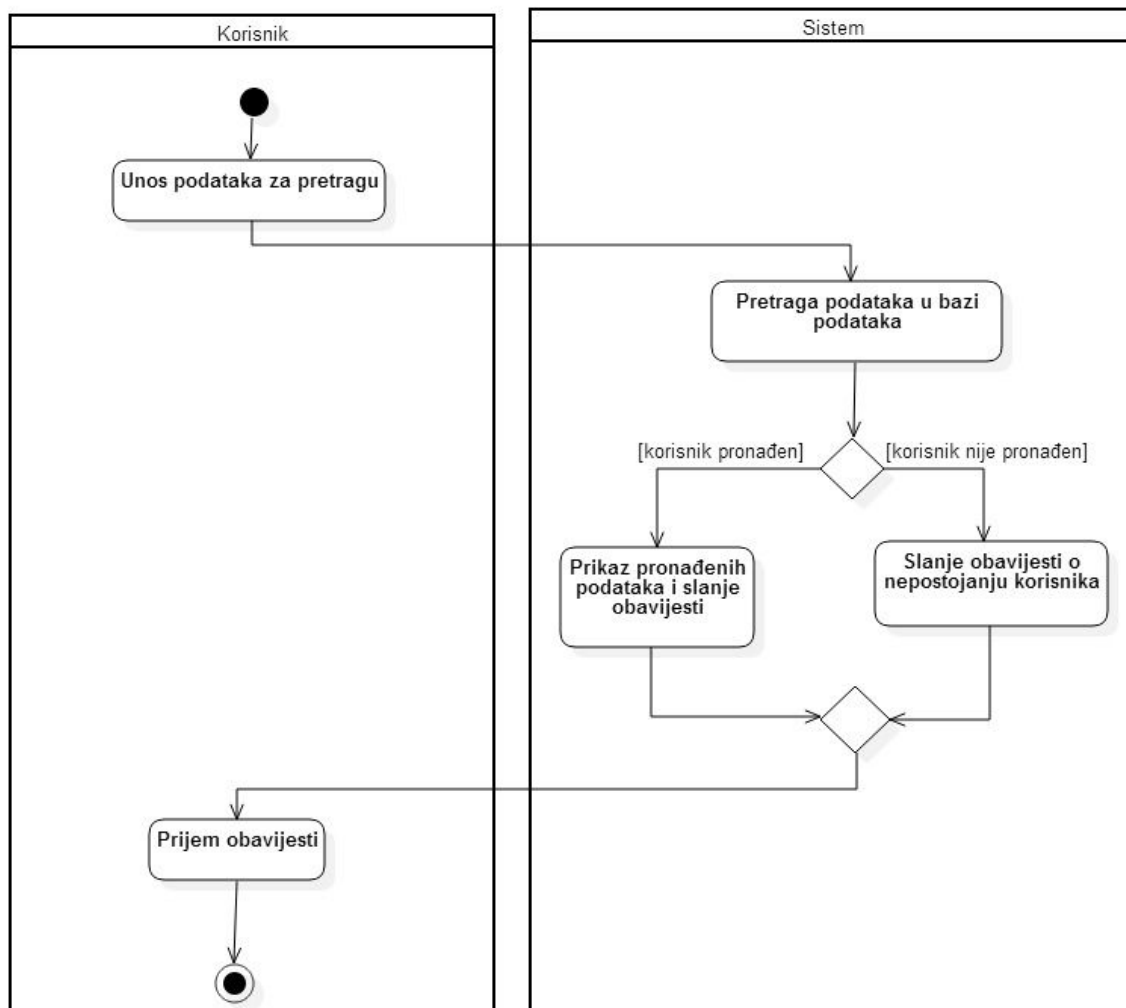 Korisnik
Sistem
Unos podataka za pretragu
Pretraga podataka u bazi
podataka
[korisnik pronađen]
[korisnik nije pronađen]
Prikaz pronađenih
podataka i slanje
obavijesti
Slanje obavijesti o
nepostojanju korisnika
Prijem obavijesti